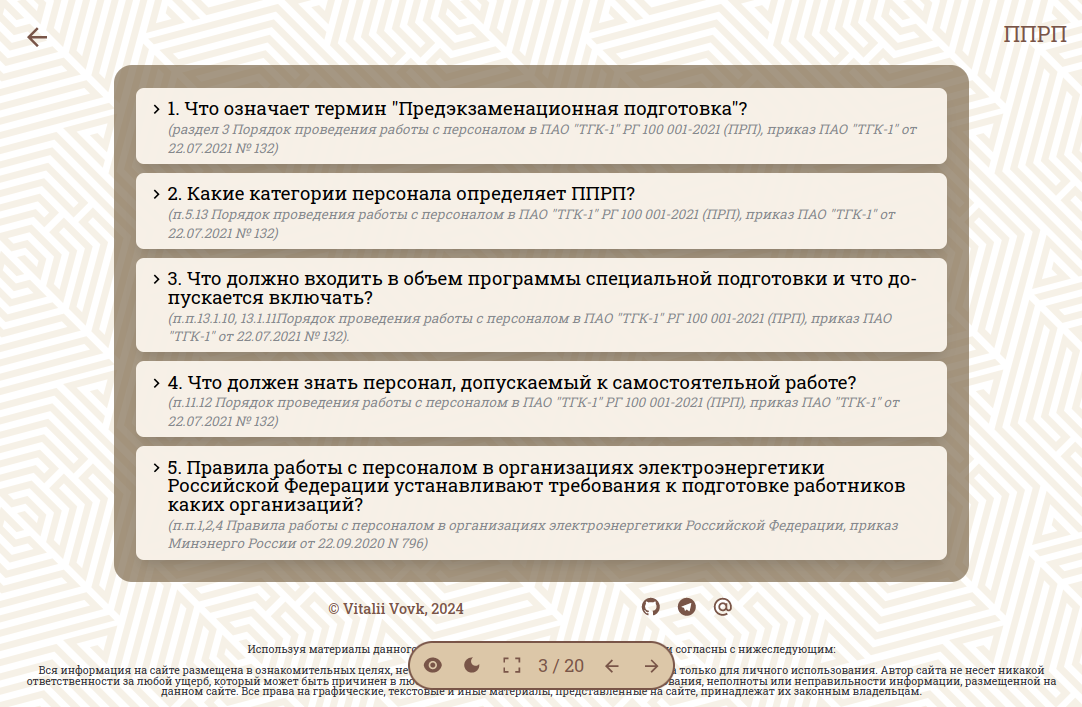 ППРП
1. Что означает термин "Предэкзаменационная подготовка"?
(раздел 3 Порядок проведения работы с персоналом в ПАО "ТГК-1" РГ 100 001-2021 (ПРП), приказ ПАО "ТГК-1" от
22.07.2021 № 132)
2. Какие категории персонала определяет ППРП?
(п.5.13 Порядок проведения работы с персоналом в ПАО "ТГК-1" РГ 100 001-2021 (ПРП), приказ ПАО "ТГК-1" от
22.07.2021 № 132)
3. Что должно входить в объем программы специальной подготовки и что до-
пускается включать?
(п.п.13.1.10, 13.1.11Порядок проведения работы с персоналом в ПАО "ТГК-1" РГ 100 001-2021 (ПРП), приказ ПАО
"ТГК-1" от 22.07.2021 № 132).
4. Что должен знать персонал, допускаемый к самостоятельной работе?
(п.11.12 Порядок проведения работы с персоналом в ПАО "ТГК-1" РГ 100 001-2021 (ПРП), приказ ПАО "ТГК-1" от
22.07.2021 № 132)
5. Правила работы с персоналом в организациях электроэнергетики
Российской Федерации устанавливают требования к подготовке работников
каких организаций?
(п.п.1,2,4 Правила работы с персоналом в организациях электроэнергетики Российской Федерации, приказ
Минэнерго России от 22.09.2020 N 796)
© Vitalii Vovk, 2024
Используя материалы данного согласны с нижеследующим:
3 / 20
Вся информация на сайте размещена в ознакомительных целях, не только для личного использования. Автор сайта не несет никакой
ответственности за любой ущерб, который может быть причинен в неполноты или неправильности информации, размещенной на
данном сайте. Все права на графические, текстовые и иные материалы, представленные на сайте, принадлежат их законным владельцам.